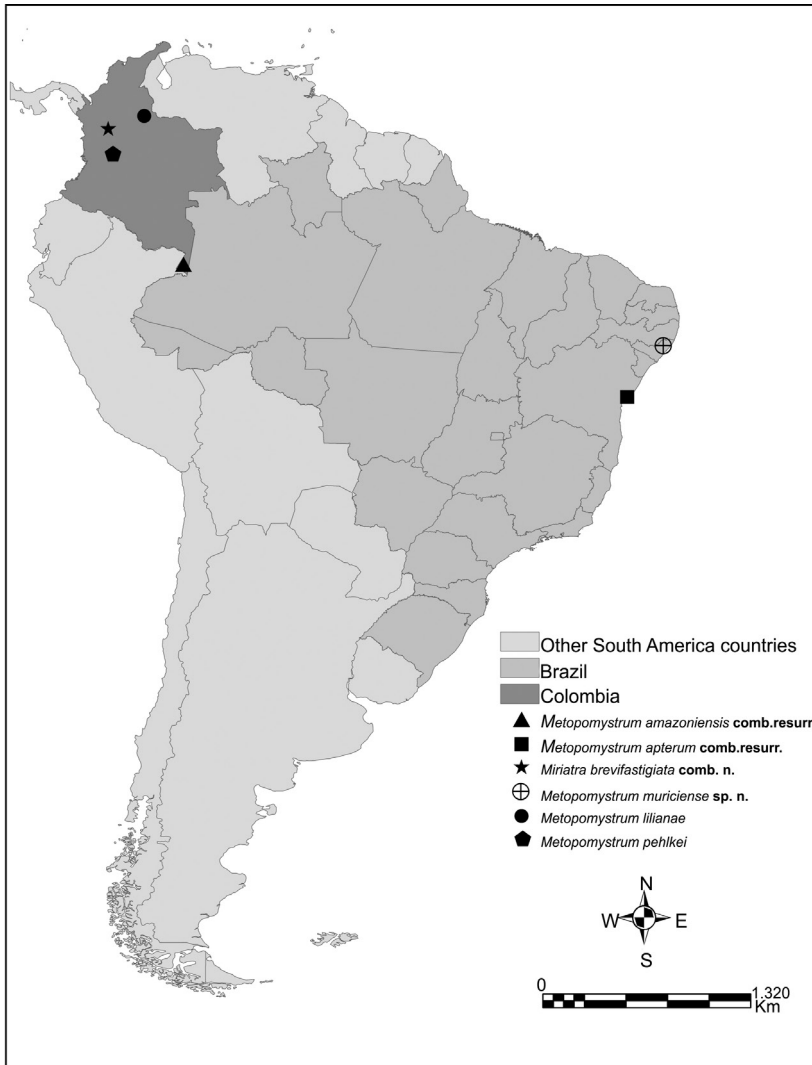 Other South America countries
Brazil
Colombia
Metopomystrum amazoniensis comb.resurr
Metopomystrum apterum comb.resurr.
Miriatra brevifastigiata comb. n.
Metopomystrum muriciense sp. n.
Metopomystrum lilianae
Metopomystrum pehlkei
N
W E
S
0 1.320
Km